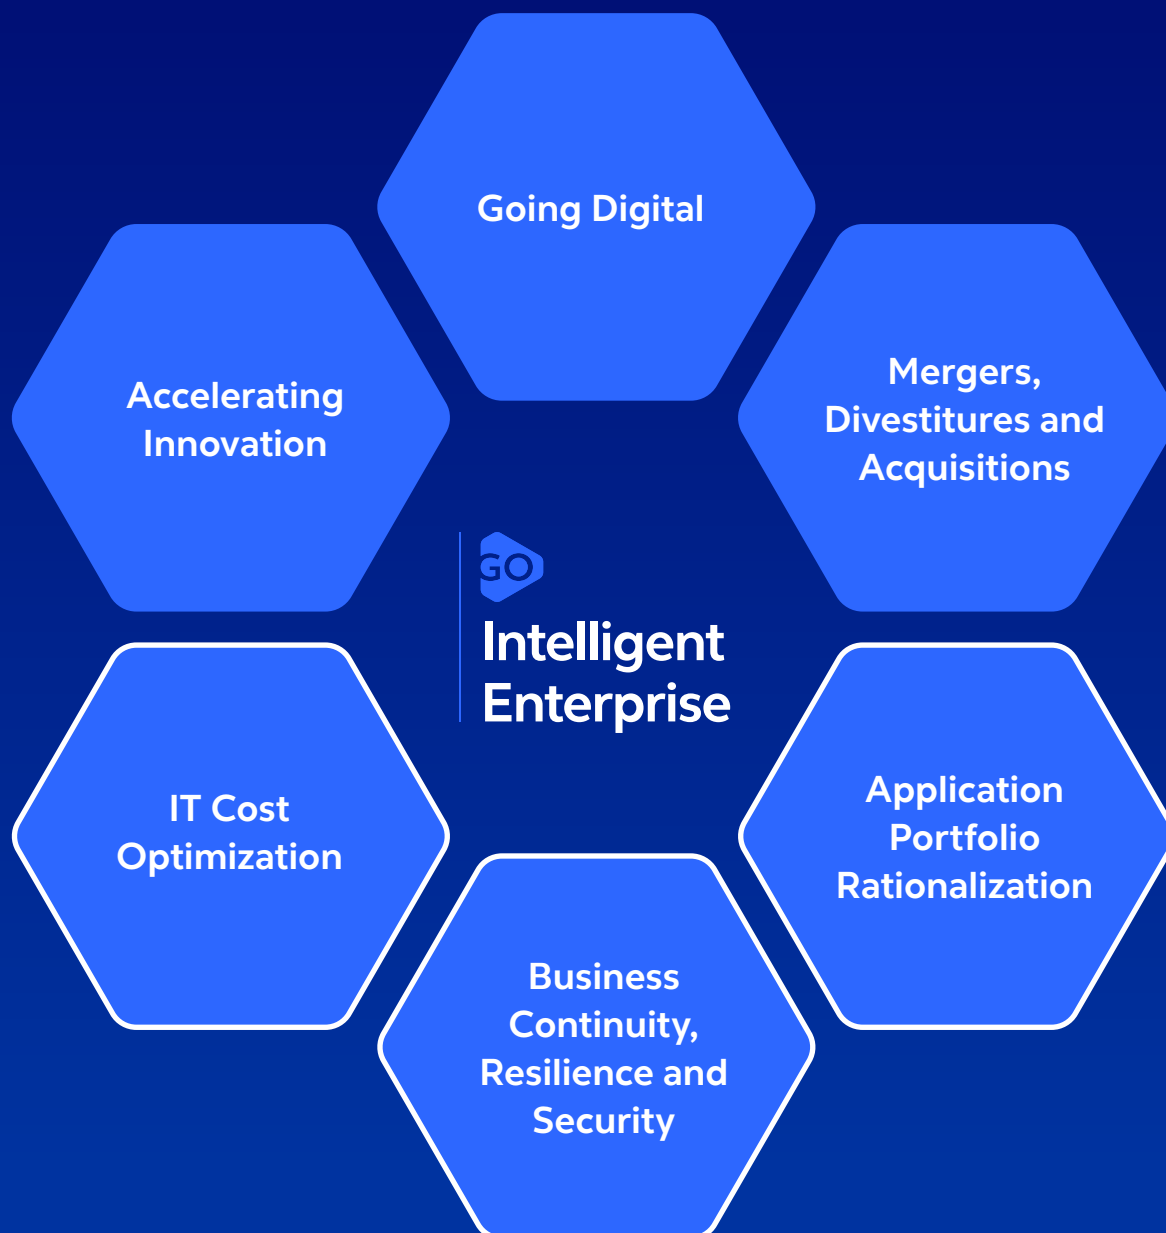 Going Digital
Accelerating
Innovation
Mergers,
Divestitures and
Acquisitions
GO
Intelligent
Enterprise
IT Cost
Optimization
Application
Portfolio
Rationalization
Business
Continuity,
Resilience and
Security